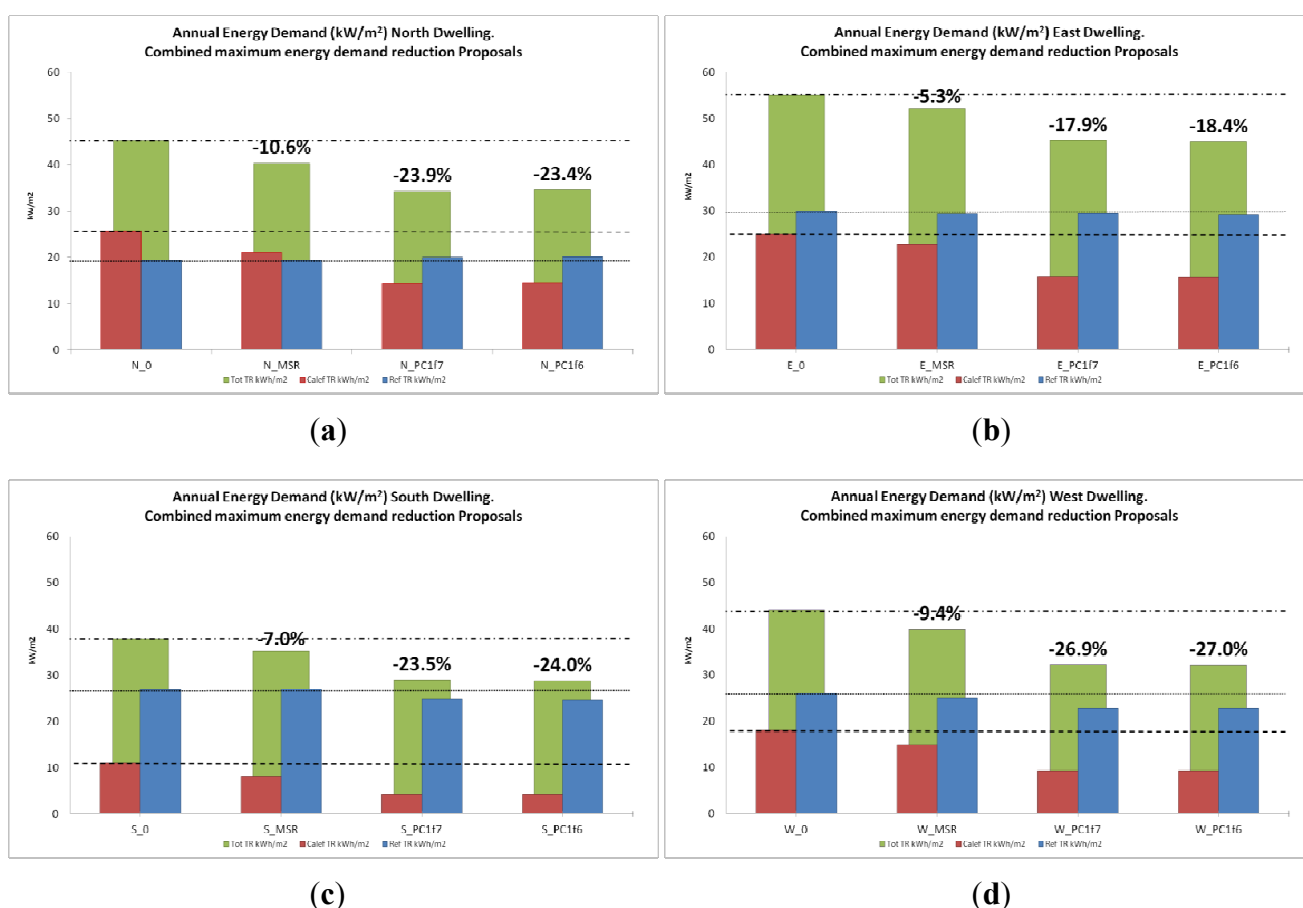 Annual Energy Demand (kW/m²) North Dwelling.
Combined maximum energy demand reduction Proposals
60
50
40
30
20
10
0
kW/m2
-10.6%
-23.9%
-23.4%
N_0
N_MSR
N_PC1f7
N_PC1f6
Tot TR kWh/m2
Calef TR kWh/m2
Ref TR kWh/m2
(a)
Annual Energy Demand (kW/m²) East Dwelling.
Combined maximum energy demand reduction Proposals
60
50
40
30
20
10
0
kW/m2
-5.3%
-17.9%
-18.4%
E_0
E_MSR
E_PC1f7
E_PC1f6
Tot TR kWh/m2
Calef TR kWh/m2
Ref TR kWh/m2
(b)
Annual Energy Demand (kW/m²) South Dwelling.
Combined maximum energy demand reduction Proposals
60
50
40
30
20
10
0
kW/m2
-7.0%
-23.5%
-24.0%
S_0
S_MSR
S_PC1f7
S_PC1f6
Tot TR kWh/m2
Calef TR kWh/m2
Ref TR kWh/m2
(c)
Annual Energy Demand (kW/m²) West Dwelling.
Combined maximum energy demand reduction Proposals
60
50
40
30
20
10
0
kW/m2
-9.4%
-26.9%
-27.0%
W_0
W_MSR
W_PC1f7
W_PC1f6
Tot TR kWh/m2
Calef TR kWh/m2
Ref TR kWh/m2
(d)